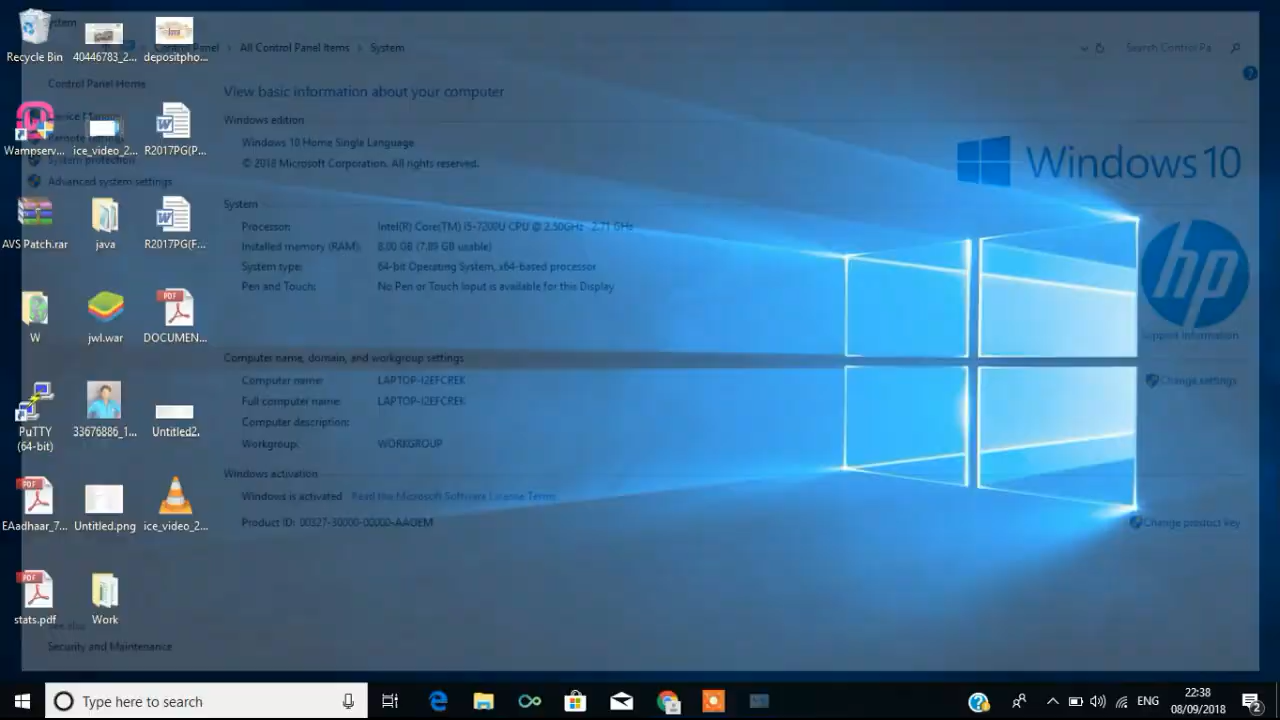 System
Control Panel › All Control Panel Items › System
Search Control Pa
Control Panel Home
Device Manag
Remote settings
System protection
Advanced system settings
View basic information about your computer
Windows edition
Windows 10 Home Single Language
© 2018 Microsoft Corporation. All rights reserved.
Windows 10
System
Processor: Intel(R) Core(TM) i5-7200U CPU @ 2.50GHz 2.71 GHz
Installed memory (RAM): 8.00 GB (7.89 GB usable)
System type: 64-bit Operating System, x64-based processor
Pen and Touch: No Pen or Touch Input is available for this Display
hp
Support Information
Computer name, domain, and workgroup settings
Computer name: LAPTOP-I2EFCREK
Change settings
Full computer name: LAPTOP-I2EFCREK
Computer description:
Workgroup: WORKGROUP
Windows activation
Windows is activated Read the Microsoft Software License Terms
Product ID: 00327-30000-00000-AAOEM
Change product key
See also
Security and Maintenance
Recycle Bin
40446783_2...
depositpho...
Wampserv...
ice_video_2...
R2017PG(P...
AVS Patch.rar
java
R2017PG(F...
W
jwl.war
DOCUMEN...
PuTTY
(64-bit)
33676886_1...
Untitled2.
EAadhaar_7...
Untitled.png
ice_video_2...
stats.pdf
Work
Type here to search
ENG
22:38
08/09/2018
2